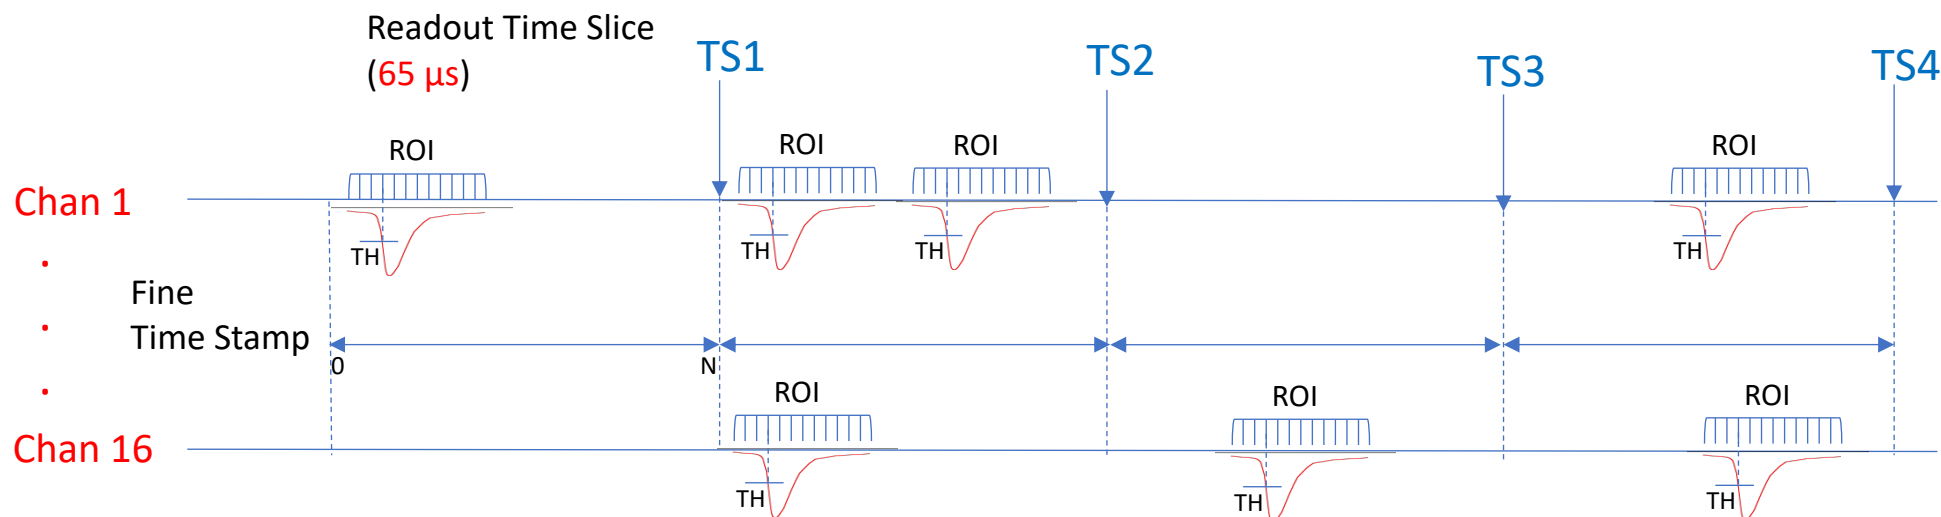 Readout Time Slice
(65 µs)
TS1
TS2
TS3
TS4
ROI
ROI
ROI
ROI
Chan 1
TH
TH
TH
TH
.
.
.
Fine
Time Stamp
0
N
ROI
ROI
ROI
Chan 16
TH
TH
TH